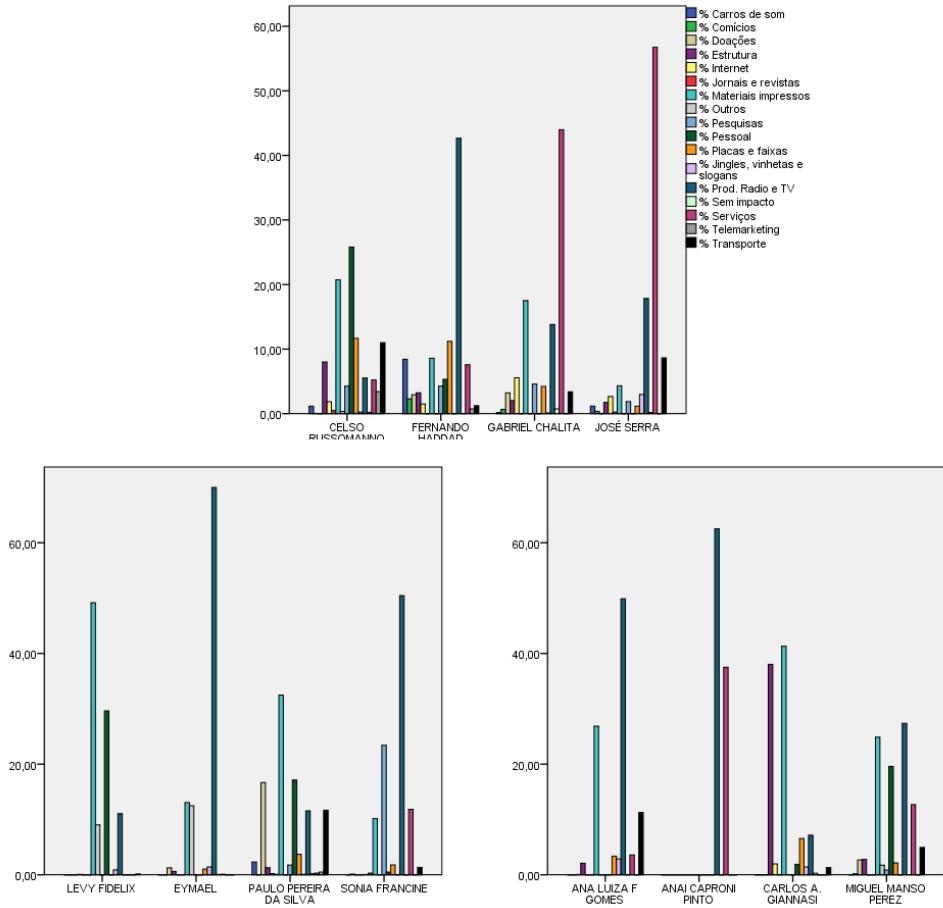 % Carros de som
% Comícios
% Doações
% Estrutura
% Internet
% Jornais e revistas
% Materiais impressos
% Outros
% Pesquisas
% Pessoal
% Placas e faixas
% Jingles, vinhetas e
slogans
% Prod. Radio e TV
% Sem impacto
% Serviços
% Telemarketing
% Transporte
60,00
50,00
40,00
30,00
20,00
10,00
0,00
CELSO
RUSSOMANNO
FERNANDO
HADDAD
GABRIEL CHALITA
JOSÉ SERRA
60,00
40,00
20,00
0,00
LEVY FIDELIX
EYMAEL
PAULO PEREIRA
DA SILVA
SONIA FRANCINE
60,00
40,00
20,00
0,00
ANA LUIZA F
GOMES
ANAI CAPRONI
PINTO
CARLOS A.
GIANNASI
MIGUEL MANSO
PEREZ